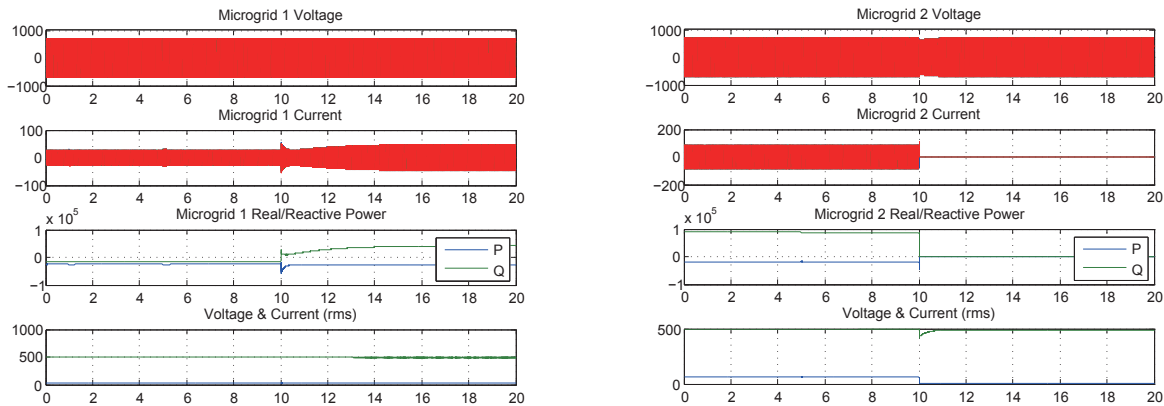 Microgrid 1 Voltage
1000
0
−1000
0 2 4 6 8 10 12 14 16 18 20
Microgrid 1 Current
100
0
−100
0 2 4 6 8 10 12 14 16 18 20
Microgrid 1 Real/Reactive Power
x 10^5
1
0
−1
P
Q
0 2 4 6 8 10 12 14 16 18 20
Voltage & Current (rms)
1000
500
0
0 2 4 6 8 10 12 14 16 18 20
Microgrid 2 Voltage
1000
0
−1000
0 2 4 6 8 10 12 14 16 18 20
Microgrid 2 Current
200
0
−200
0 2 4 6 8 10 12 14 16 18 20
Microgrid 2 Real/Reactive Power
x 10^5
1
0
−1
P
Q
0 2 4 6 8 10 12 14 16 18 20
Voltage & Current (rms)
500
0
0 2 4 6 8 10 12 14 16 18 20